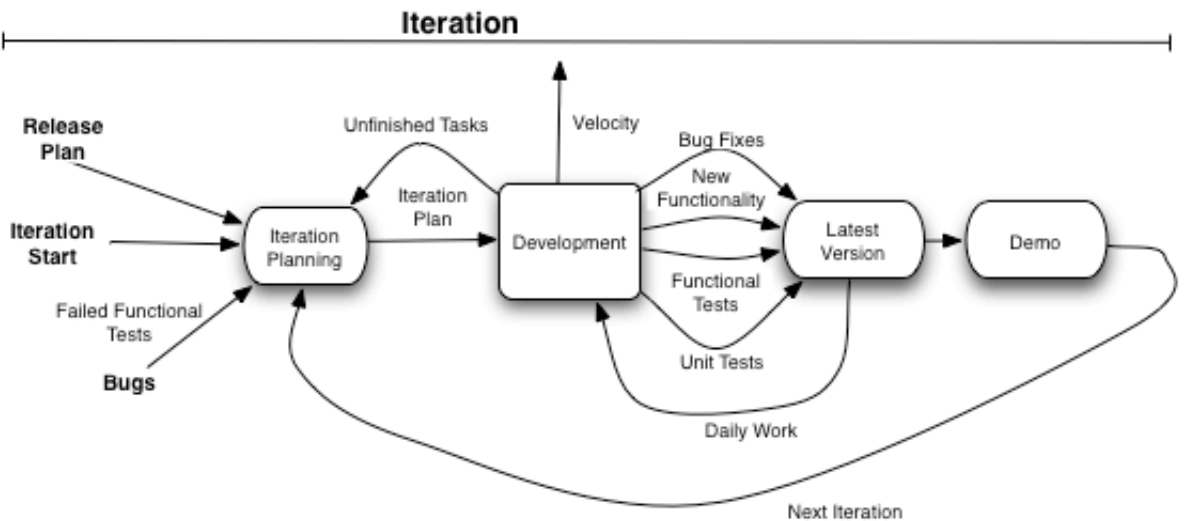 Iteration
Release
Plan
Unfinished Tasks
Velocity
Bug Fixes
Iteration
Plan
New
Functionality
Iteration
Start
Iteration
Planning
Development
Latest
Version
Demo
Failed Functional
Tests
Functional
Tests
Unit Tests
Bugs
Daily Work
Next Iteration